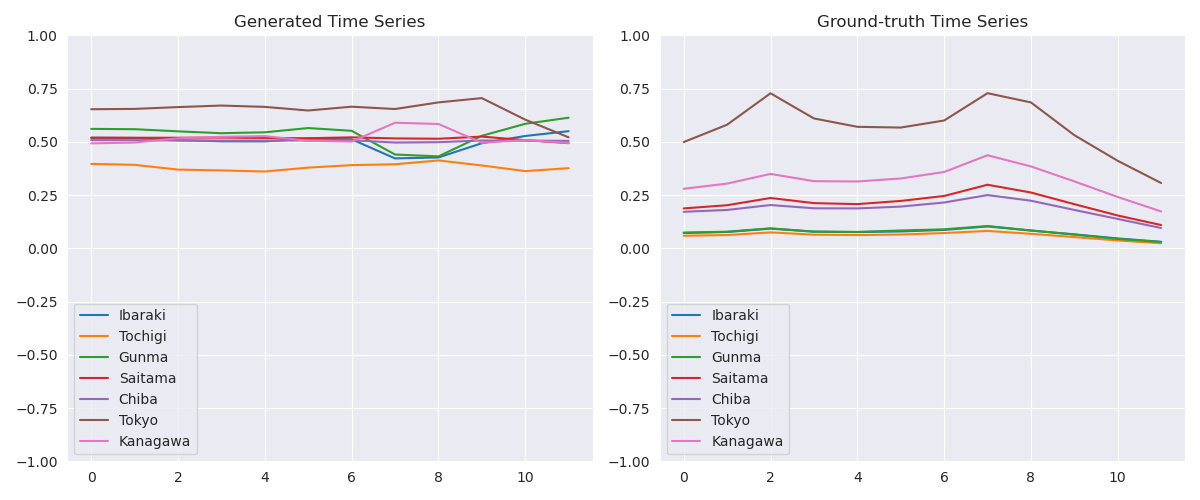 Generated Time Series
1.00
0.75
0.50
0.25
0.00
−0.25
−0.50
−0.75
−1.00
0 2 4 6 8 10
Ibaraki
Tochigi
Gunma
Saitama
Chiba
Tokyo
Kanagawa
Ground-truth Time Series
1.00
0.75
0.50
0.25
0.00
−0.25
−0.50
−0.75
−1.00
0 2 4 6 8 10
Ibaraki
Tochigi
Gunma
Saitama
Chiba
Tokyo
Kanagawa